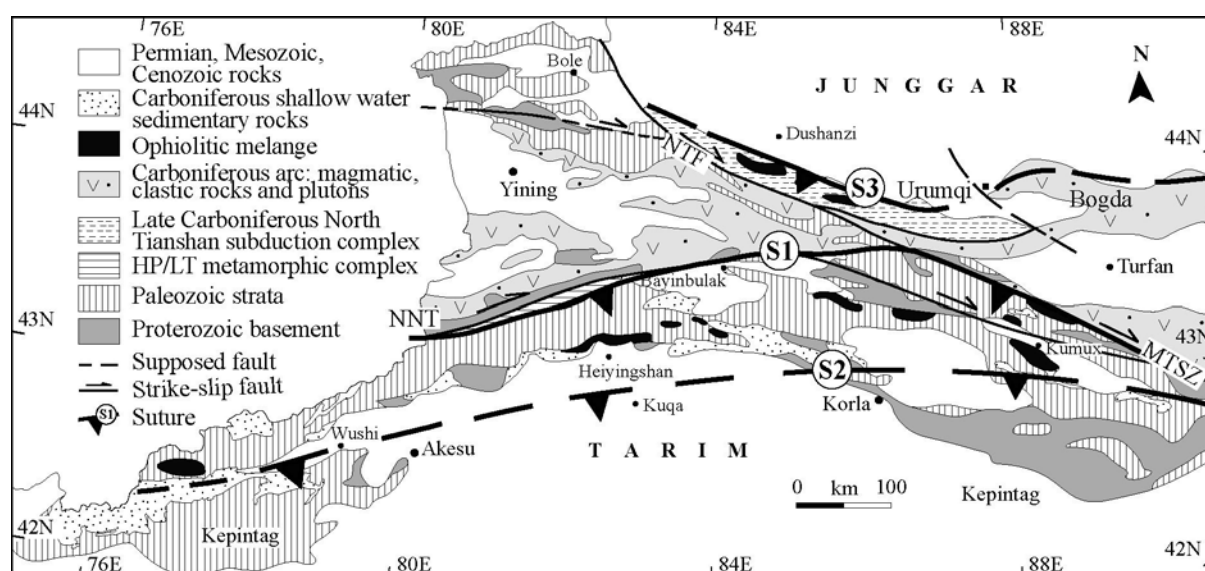 76E 80E 84E 88E
Permian, Mesozoic,
Cenozoic rocks
Carboniferous shallow water
sedimentary rocks
Ophiolitic melange
Carboniferous arc: magmatic,
clastic rocks and plutons
Late Carboniferous North
Tianshan subduction complex
HP/LT metamorphic complex
Paleozoic strata
Proterozoic basement
Supposed fault
Strike-slip fault
S1 Suture
44N
43N
42N
Bole
JUNGGAR
N
Dushanzi
44N
NTF
Yining
S3
Urumqi
Bogda
S1
Turfan
Bayinbulak
NNT
43N
Kumux
MTSZ
Heiyingshan
S2
Kuqa
Korla
Wushi
Akesu
TARIM
0 km 100
Kepintag
Kepintag
42N
76E 80E 84E 88E